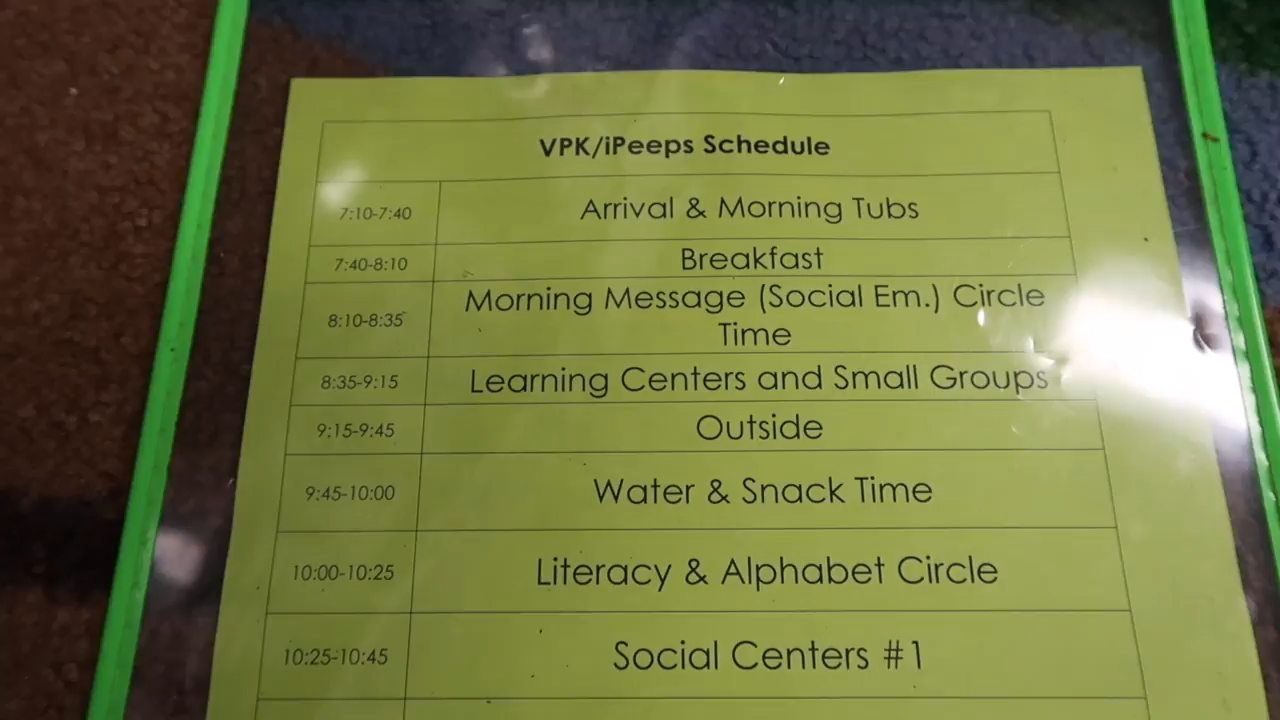 VPK/iPeeps Schedule
7:10-7:40 Arrival & Morning Tubs
7:40-8:10 Breakfast
8:10-8:35 Morning Message (Social Em.) Circle
Time
8:35-9:15 Learning Centers and Small Groups
9:15-9:45 Outside
9:45-10:00 Water & Snack Time
10:00-10:25 Literacy & Alphabet Circle
10:25-10:45 Social Centers #1